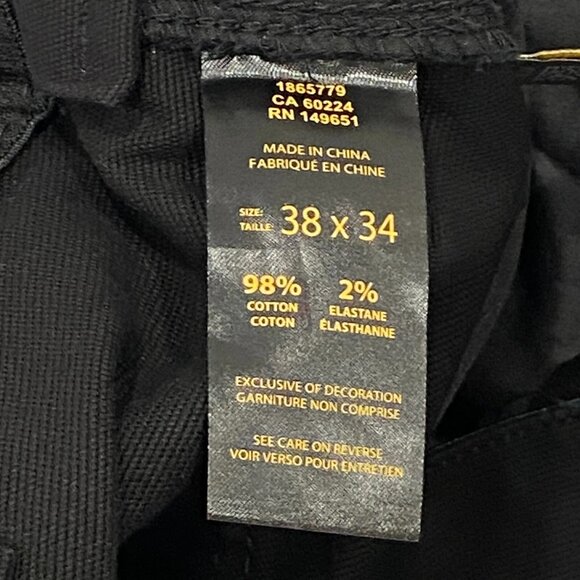 1865779
CA 60224
RN 149651
MADE IN CHINA
FABRIQUÉ EN CHINE
SIZE:
TAILLE: 38 x 34
98% 2%
COTTON ELASTANE
COTON ÉLASTHANNE
EXCLUSIVE OF DECORATION
GARNITURE NON COMPRISE
SEE CARE ON REVERSE
VOIR VERSO POUR ENTRETIEN